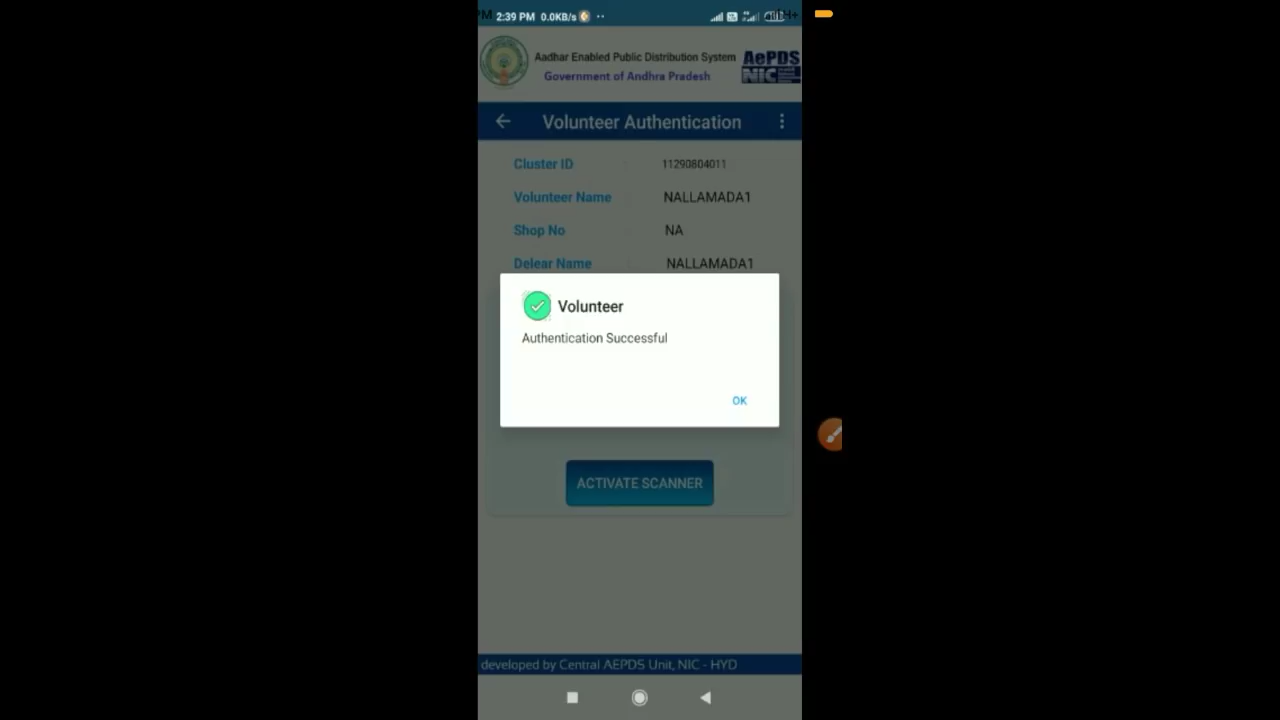 2:39 PM 0.0KB/s
Aadhar Enabled Public Distribution System
AePDS
Government of Andhra Pradesh
NIC
Volunteer Authentication
Cluster ID : 11290804011
Volunteer Name : NALLAMADA1
Shop No : NA
Delear Name : NALLAMADA1
Volunteer
Authentication Successful
OK
ACTIVATE SCANNER
developed by Central AEPDS Unit, NIC - HYD